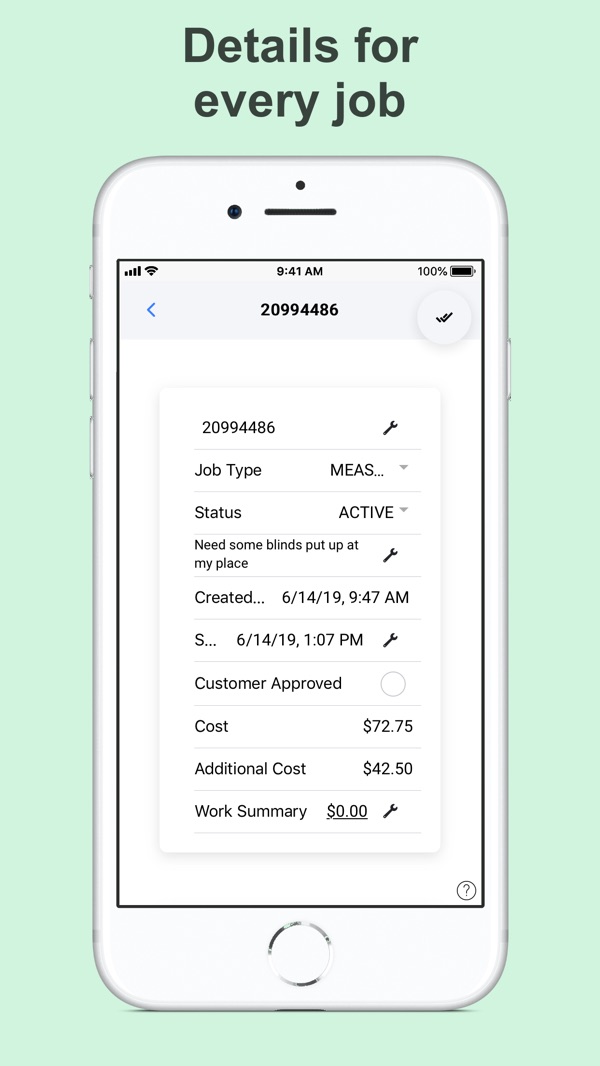 Details for
every job
9:41 AM
100%
20994486
20994486
Job Type MEAS...
Status ACTIVE
Need some blinds put up at
my place
Created... 6/14/19, 9:47 AM
S... 6/14/19, 1:07 PM
Customer Approved
Cost $72.75
Additional Cost $42.50
Work Summary $0.00
?